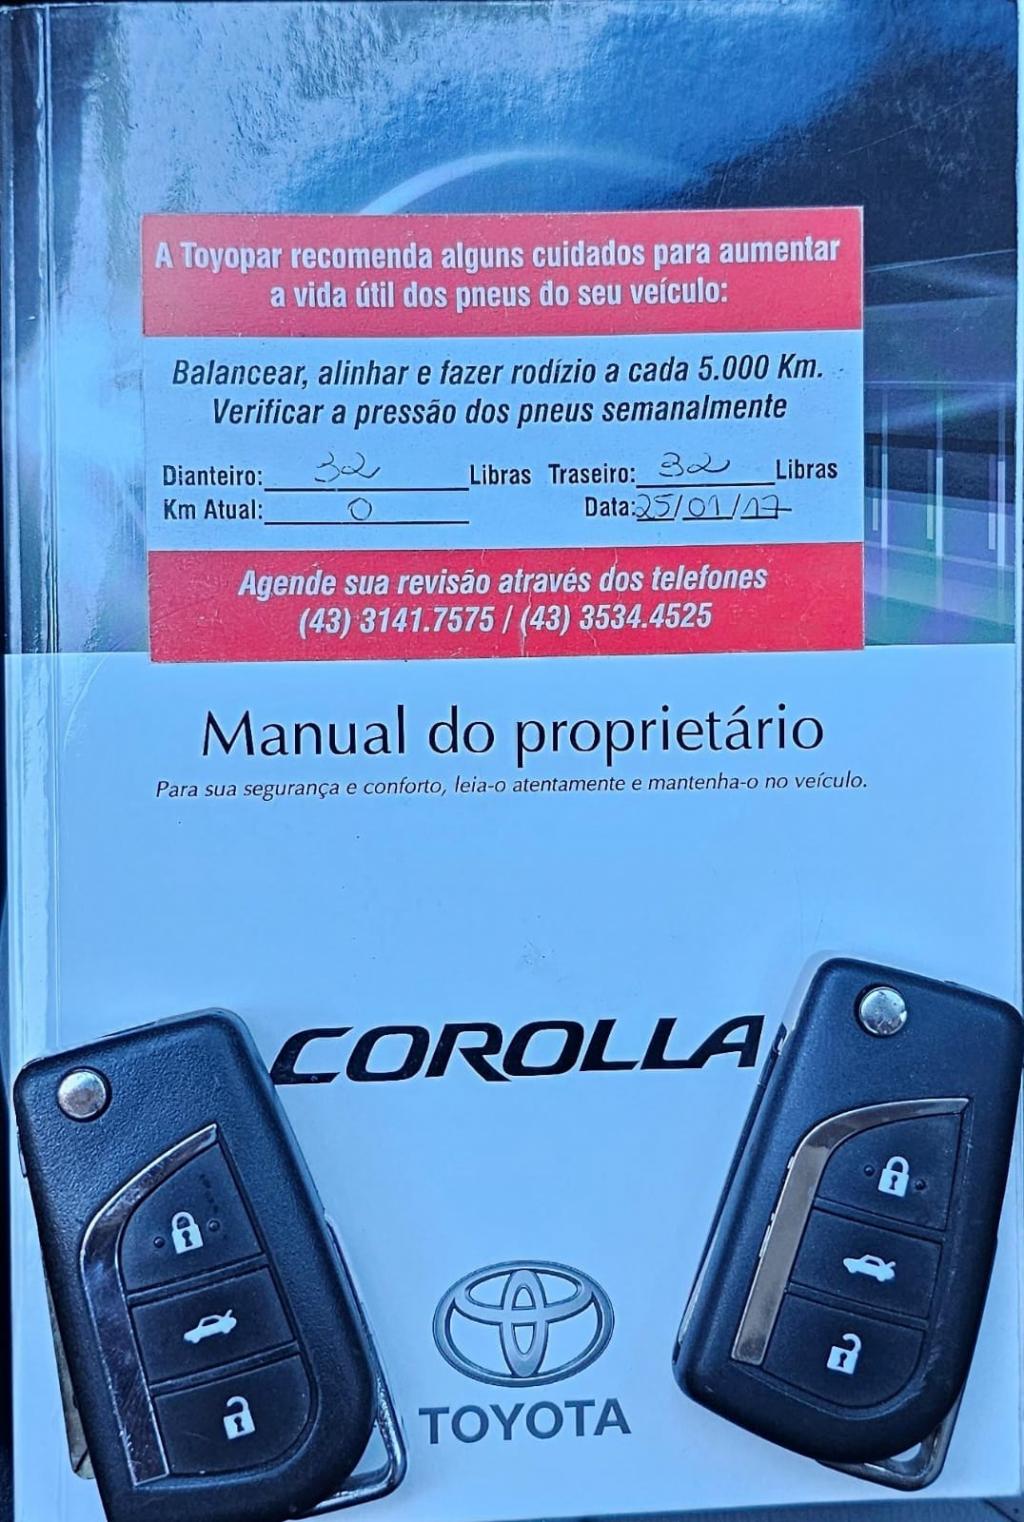 A Toyopar recomenda alguns cuidados para aumentar
a vida útil dos pneus do seu veículo:
Balancear, alinhar e fazer rodízio a cada 5.000 Km.
Verificar a pressão dos pneus semanalmente
Dianteiro: 32 Libras Traseiro: 32 Libras
Km Atual: 0 Data: 25/01/17
Agende sua revisão através dos telefones
(43) 3141.7575 / (43) 3534.4525
Manual do proprietário
Para sua segurança e conforto, leia-o atentamente e mantenha-o no veículo.
COROLLA
TOYOTA